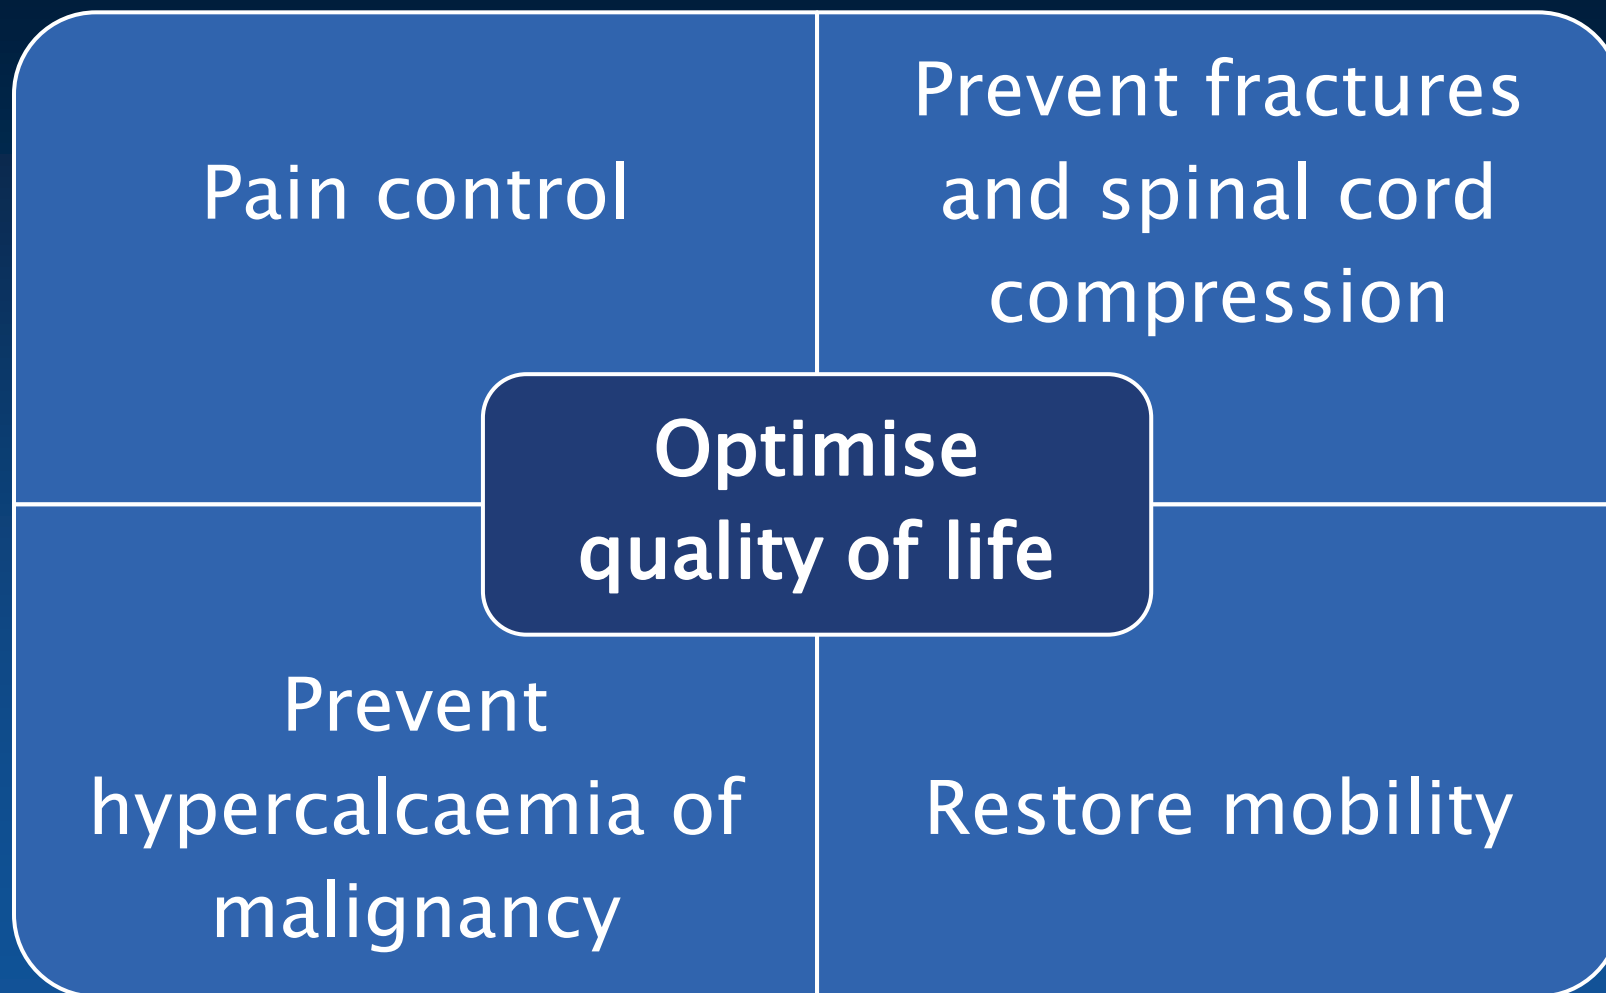 Pain control
Prevent fractures
and spinal cord
compression
Optimise
quality of life
Prevent
hypercalcaemia of
malignancy
Restore mobility